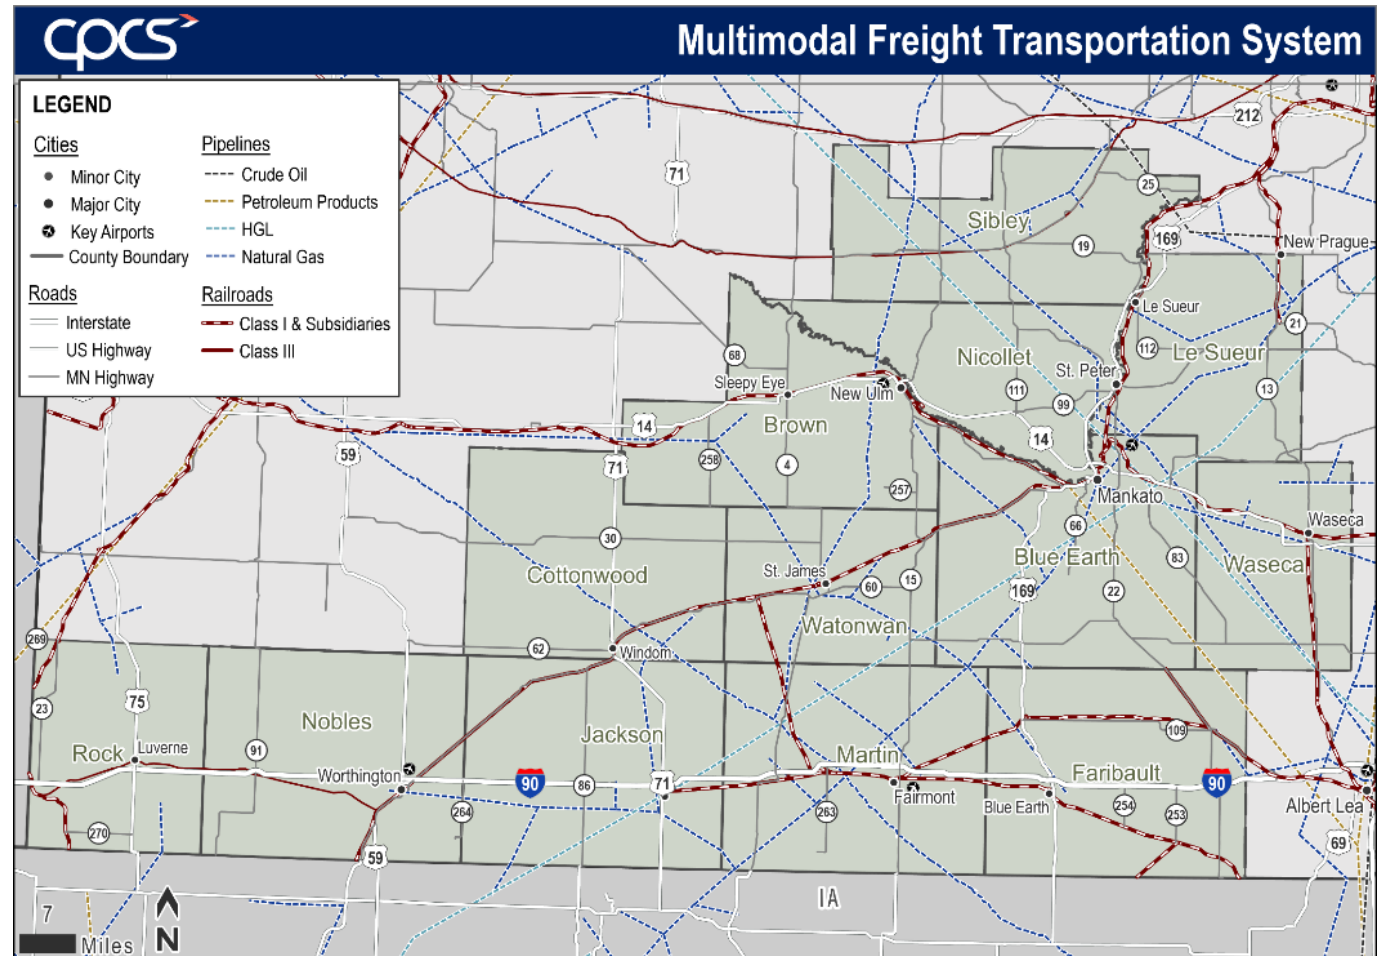 cpcs
Multimodal Freight Transportation System
LEGEND
Cities
Minor City
Major City
Key Airports
County Boundary
Pipelines
Crude Oil
Petroleum Products
HGL
Natural Gas
Roads
Interstate
US Highway
MN Highway
Railroads
Class I & Subsidiaries
Class III
212
71
25
Sibley
169
19
New Prague
Le Sueur
21
68
112
Nicollet
Le Sueur
St. Peter
Sleepy Eye
New Ulm
111
13
99
14
Brown
14
59
71
258
4
257
Mankato
66
Waseca
30
Blue Earth
83
Waseca
Cottonwood
St. James
60
15
169
22
Watonwan
269
62
Windom
75
23
Nobles
Jackson
109
Rock
Luverne
91
Martin
Worthington
90
86
71
Faribault
90
Fairmont
Blue Earth
Albert Lea
264
263
254
253
270
59
69
IA
7
Miles
N